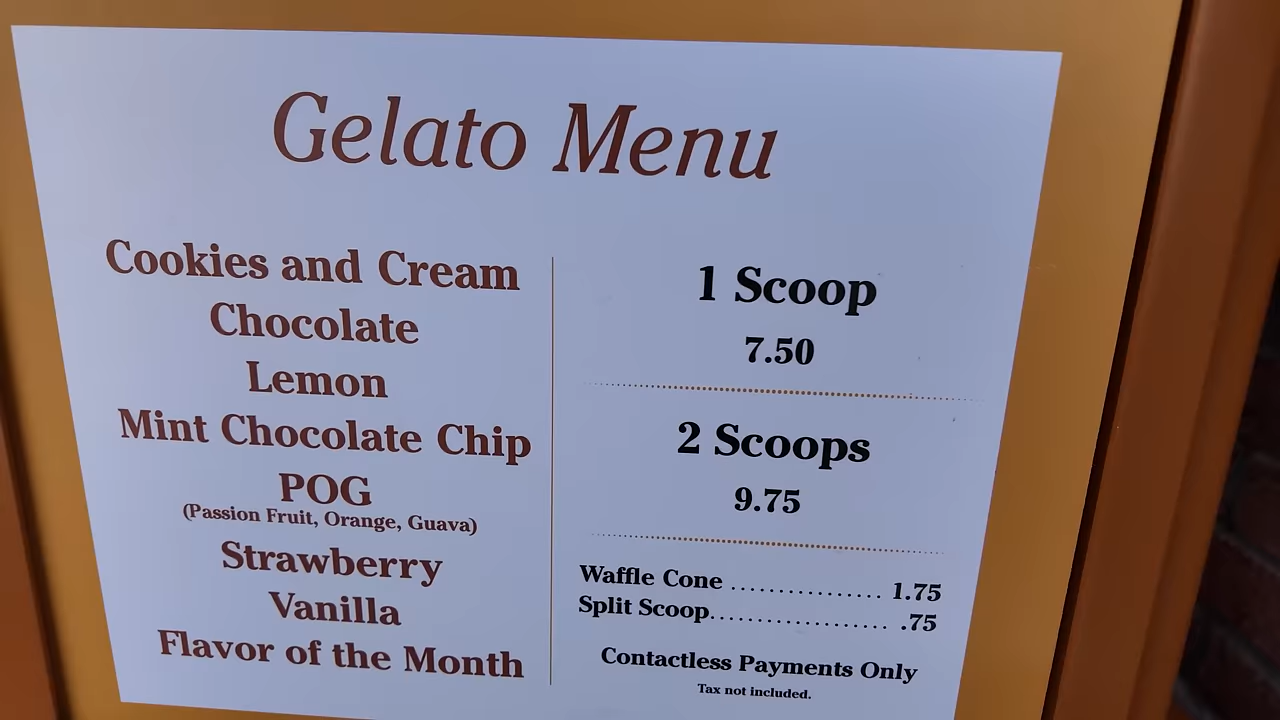 Gelato Menu
Cookies and Cream
Chocolate
Lemon
Mint Chocolate Chip
POG
(Passion Fruit, Orange, Guava)
Strawberry
Vanilla
Flavor of the Month
1 Scoop
7.50
2 Scoops
9.75
Waffle Cone ................ 1.75
Split Scoop................... .75
Contactless Payments Only
Tax not included.